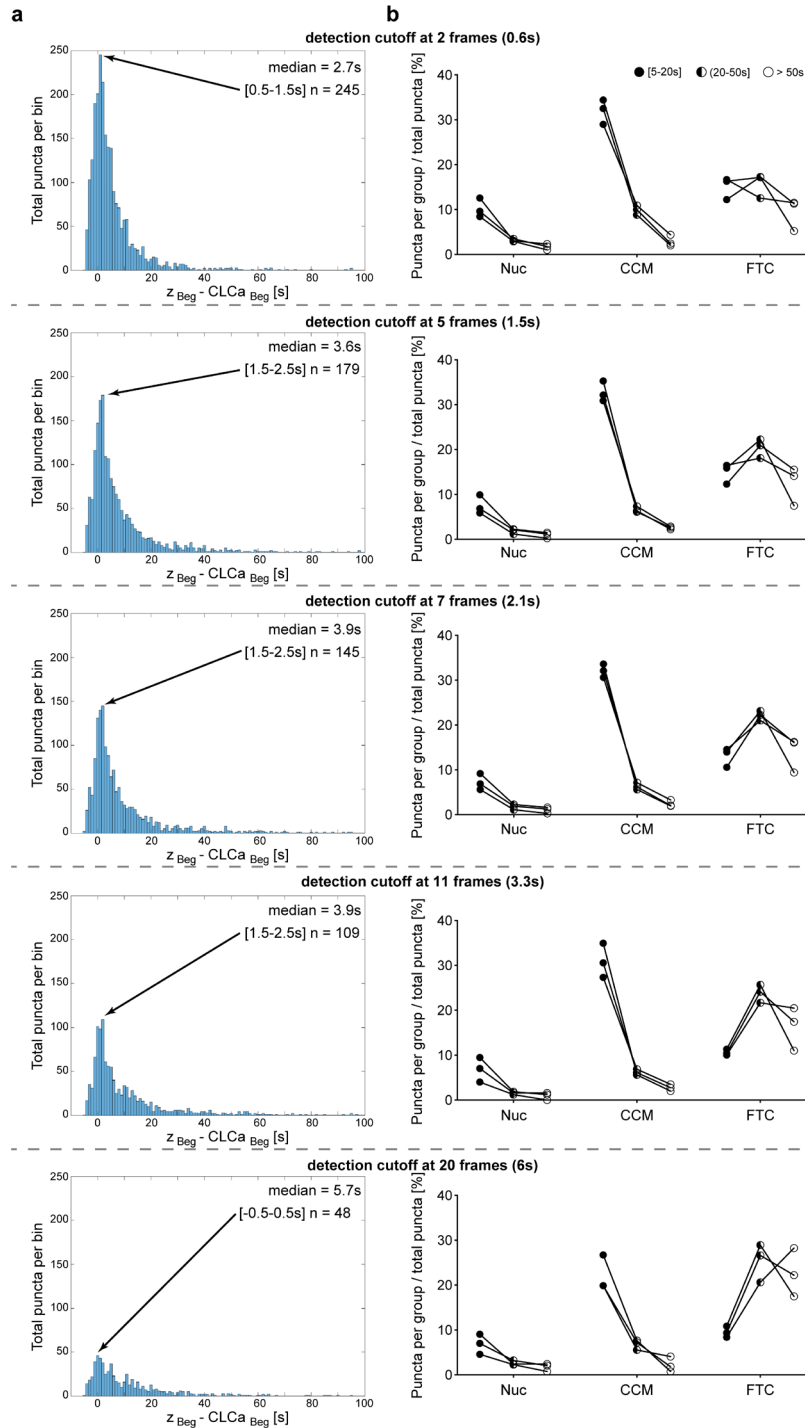 a
b
detection cutoff at 2 frames (0.6s)
250
200
150
100
50
0
Total puncta per bin
median = 2.7s
[0.5-1.5s] n = 245
0 20 40 60 80 100
z Beg - CLCa Beg [s]
40
30
20
10
0
Puncta per group / total puncta [%]
[5-20s] (20-50s] > 50s
Nuc CCM FTC
detection cutoff at 5 frames (1.5s)
250
200
150
100
50
0
Total puncta per bin
median = 3.6s
[1.5-2.5s] n = 179
0 20 40 60 80 100
z Beg - CLCa Beg [s]
40
30
20
10
0
Puncta per group / total puncta [%]
Nuc CCM FTC
detection cutoff at 7 frames (2.1s)
250
200
150
100
50
0
Total puncta per bin
median = 3.9s
[1.5-2.5s] n = 145
0 20 40 60 80 100
z Beg - CLCa Beg [s]
40
30
20
10
0
Puncta per group / total puncta [%]
Nuc CCM FTC
detection cutoff at 11 frames (3.3s)
250
200
150
100
50
0
Total puncta per bin
median = 3.9s
[1.5-2.5s] n = 109
0 20 40 60 80 100
z Beg - CLCa Beg [s]
40
30
20
10
0
Puncta per group / total puncta [%]
Nuc CCM FTC
detection cutoff at 20 frames (6s)
250
200
150
100
50
0
Total puncta per bin
median = 5.7s
[-0.5-0.5s] n = 48
0 20 40 60 80 100
z Beg - CLCa Beg [s]
40
30
20
10
0
Puncta per group / total puncta [%]
Nuc CCM FTC